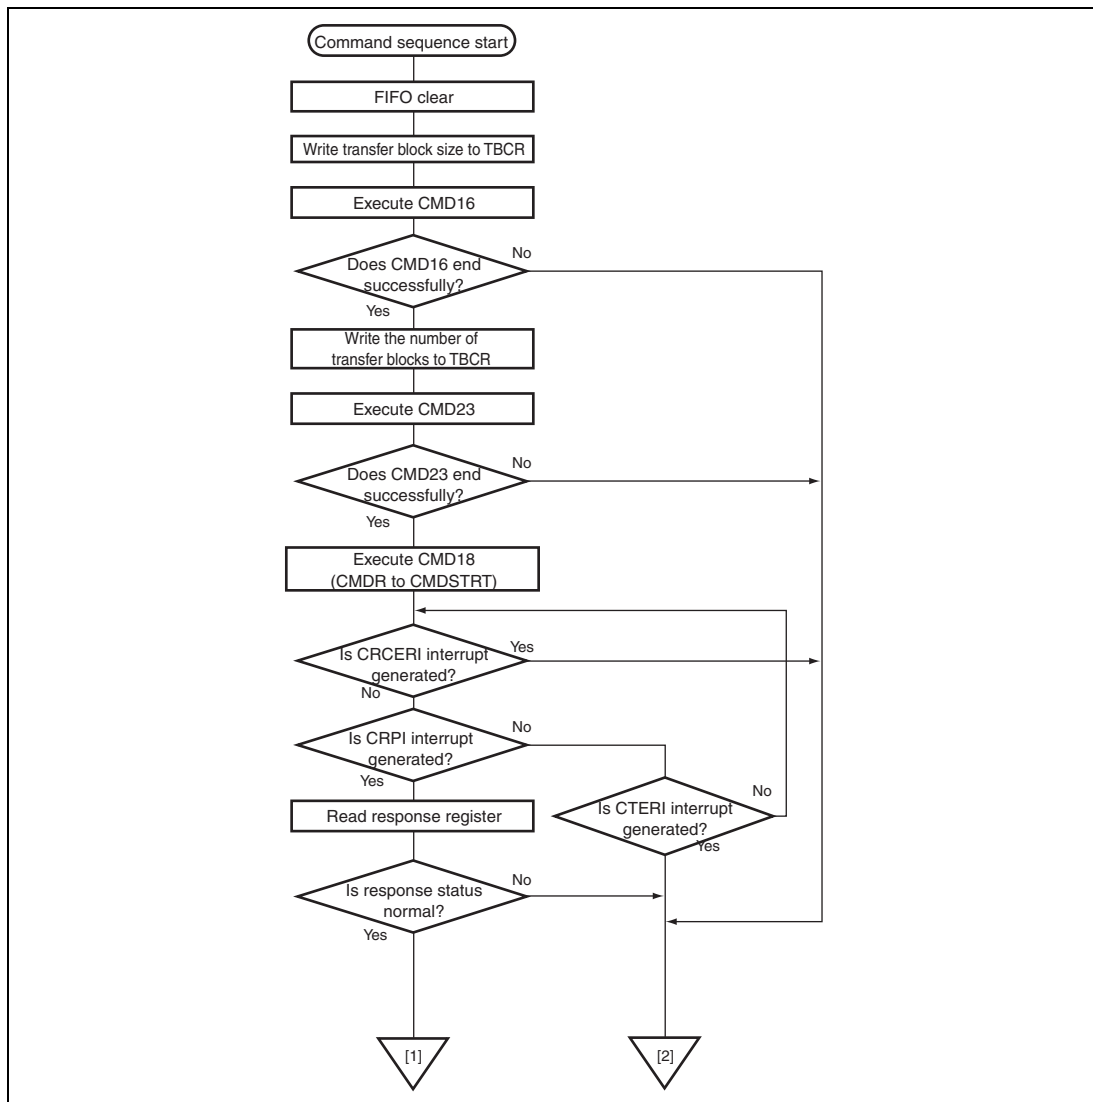 Command sequence start
FIFO clear
Write transfer block size to TBCR
Execute CMD16
No
Does CMD16 end
successfully?
Yes
Write the number of
transfer blocks to TBCR
Execute CMD23
No
Does CMD23 end
successfully?
Yes
Execute CMD18
(CMDR to CMDSTRT)
Is CRCERI interrupt
generated?
Yes
No
Is CRPI interrupt
generated?
No
Yes
Read response register
Is CTERI interrupt
generated?
No
Yes
Is response status
normal?
No
Yes
[1]
[2]